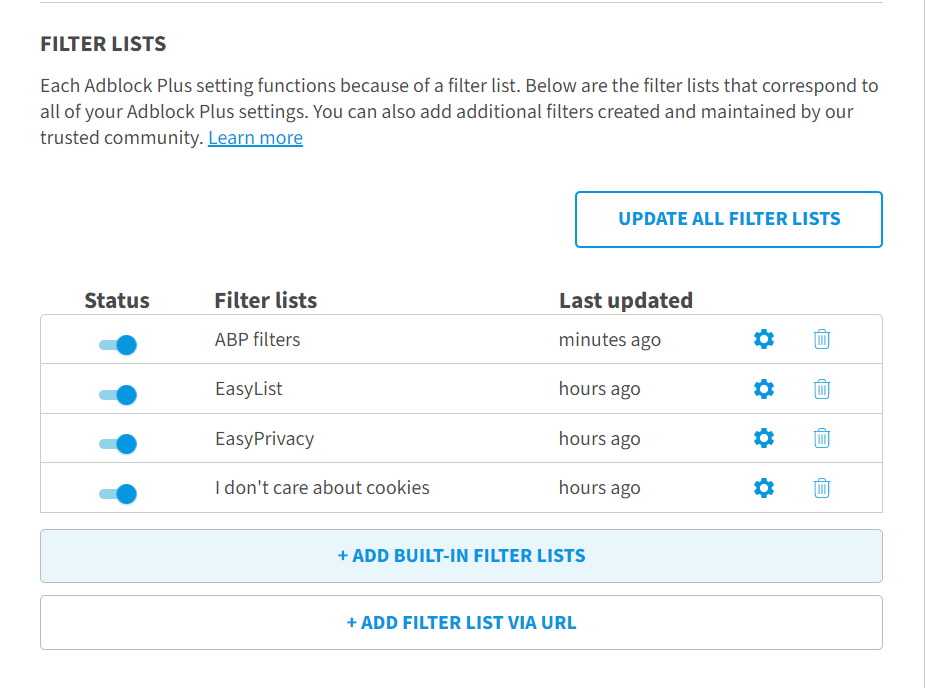 FILTER LISTS
Each Adblock Plus setting functions because of a filter list. Below are the filter lists that correspond to
all of your Adblock Plus settings. You can also add additional filters created and maintained by our
trusted community. Learn more
UPDATE ALL FILTER LISTS
Status Filter lists Last updated
ABP filters minutes ago
EasyList hours ago
EasyPrivacy hours ago
I don't care about cookies hours ago
+ ADD BUILT-IN FILTER LISTS
+ ADD FILTER LIST VIA URL